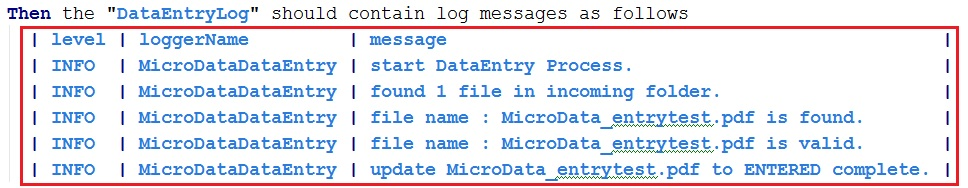 Then the "DataEntryLog" should contain log messages as follows
| level | loggerName | message |
| INFO | MicroDataDataEntry | start DataEntry Process. |
| INFO | MicroDataDataEntry | found 1 file in incoming folder. |
| INFO | MicroDataDataEntry | file name : MicroData_entrytest.pdf is found. |
| INFO | MicroDataDataEntry | file name : MicroData_entrytest.pdf is valid. |
| INFO | MicroDataDataEntry | update MicroData_entrytest.pdf to ENTERED complete. |